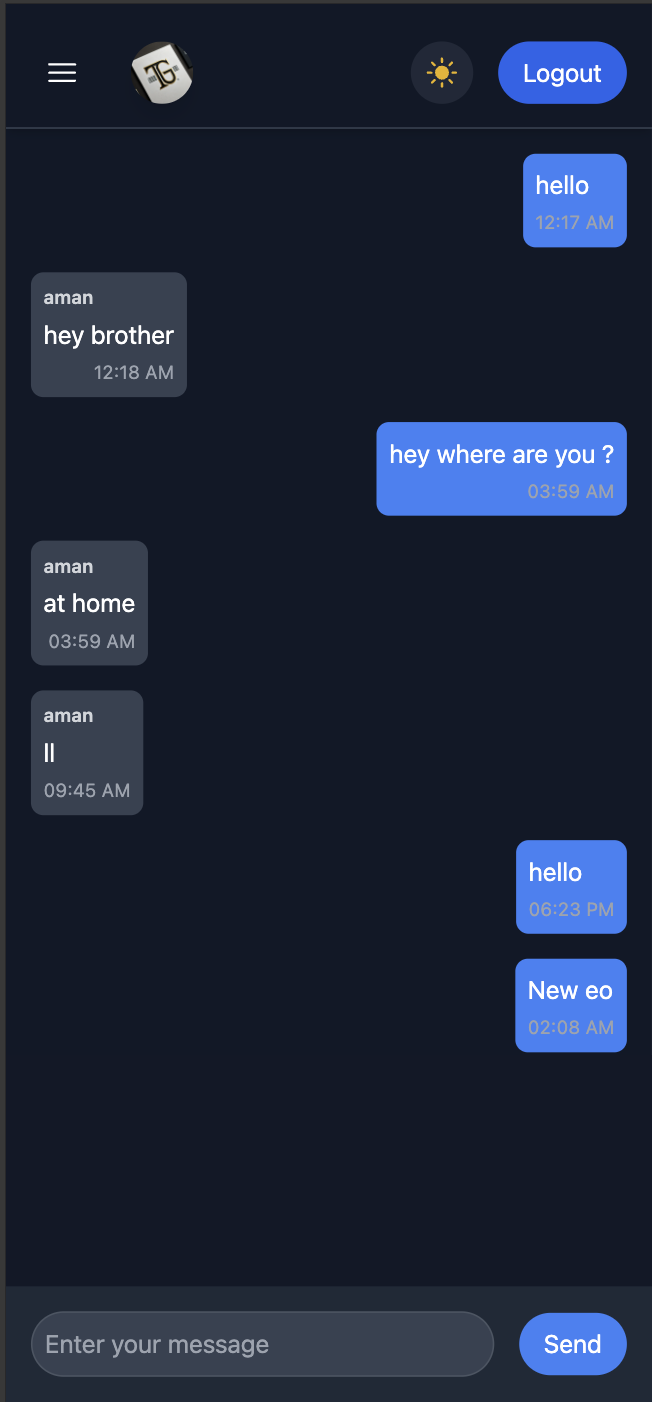 TG
Logout
hello
12:17 AM
aman
hey brother
12:18 AM
hey where are you ?
03:59 AM
aman
at home
03:59 AM
aman
ll
09:45 AM
hello
06:23 PM
New eo
02:08 AM
Enter your message
Send